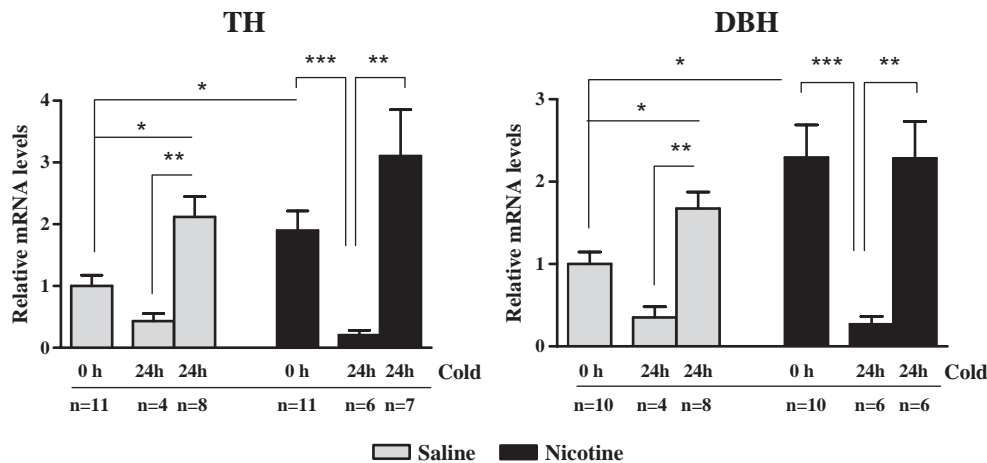 TH
DBH
Relative mRNA levels
4
3
2
1
0
*
*
**
***
**
0 h 24h 24h 0 h 24h 24h Cold
n=11 n=4 n=8 n=11 n=6 n=7
Relative mRNA levels
3
2
1
0
*
*
**
***
**
0 h 24h 24h 0 h 24h 24h Cold
n=10 n=4 n=8 n=10 n=6 n=6
Saline Nicotine